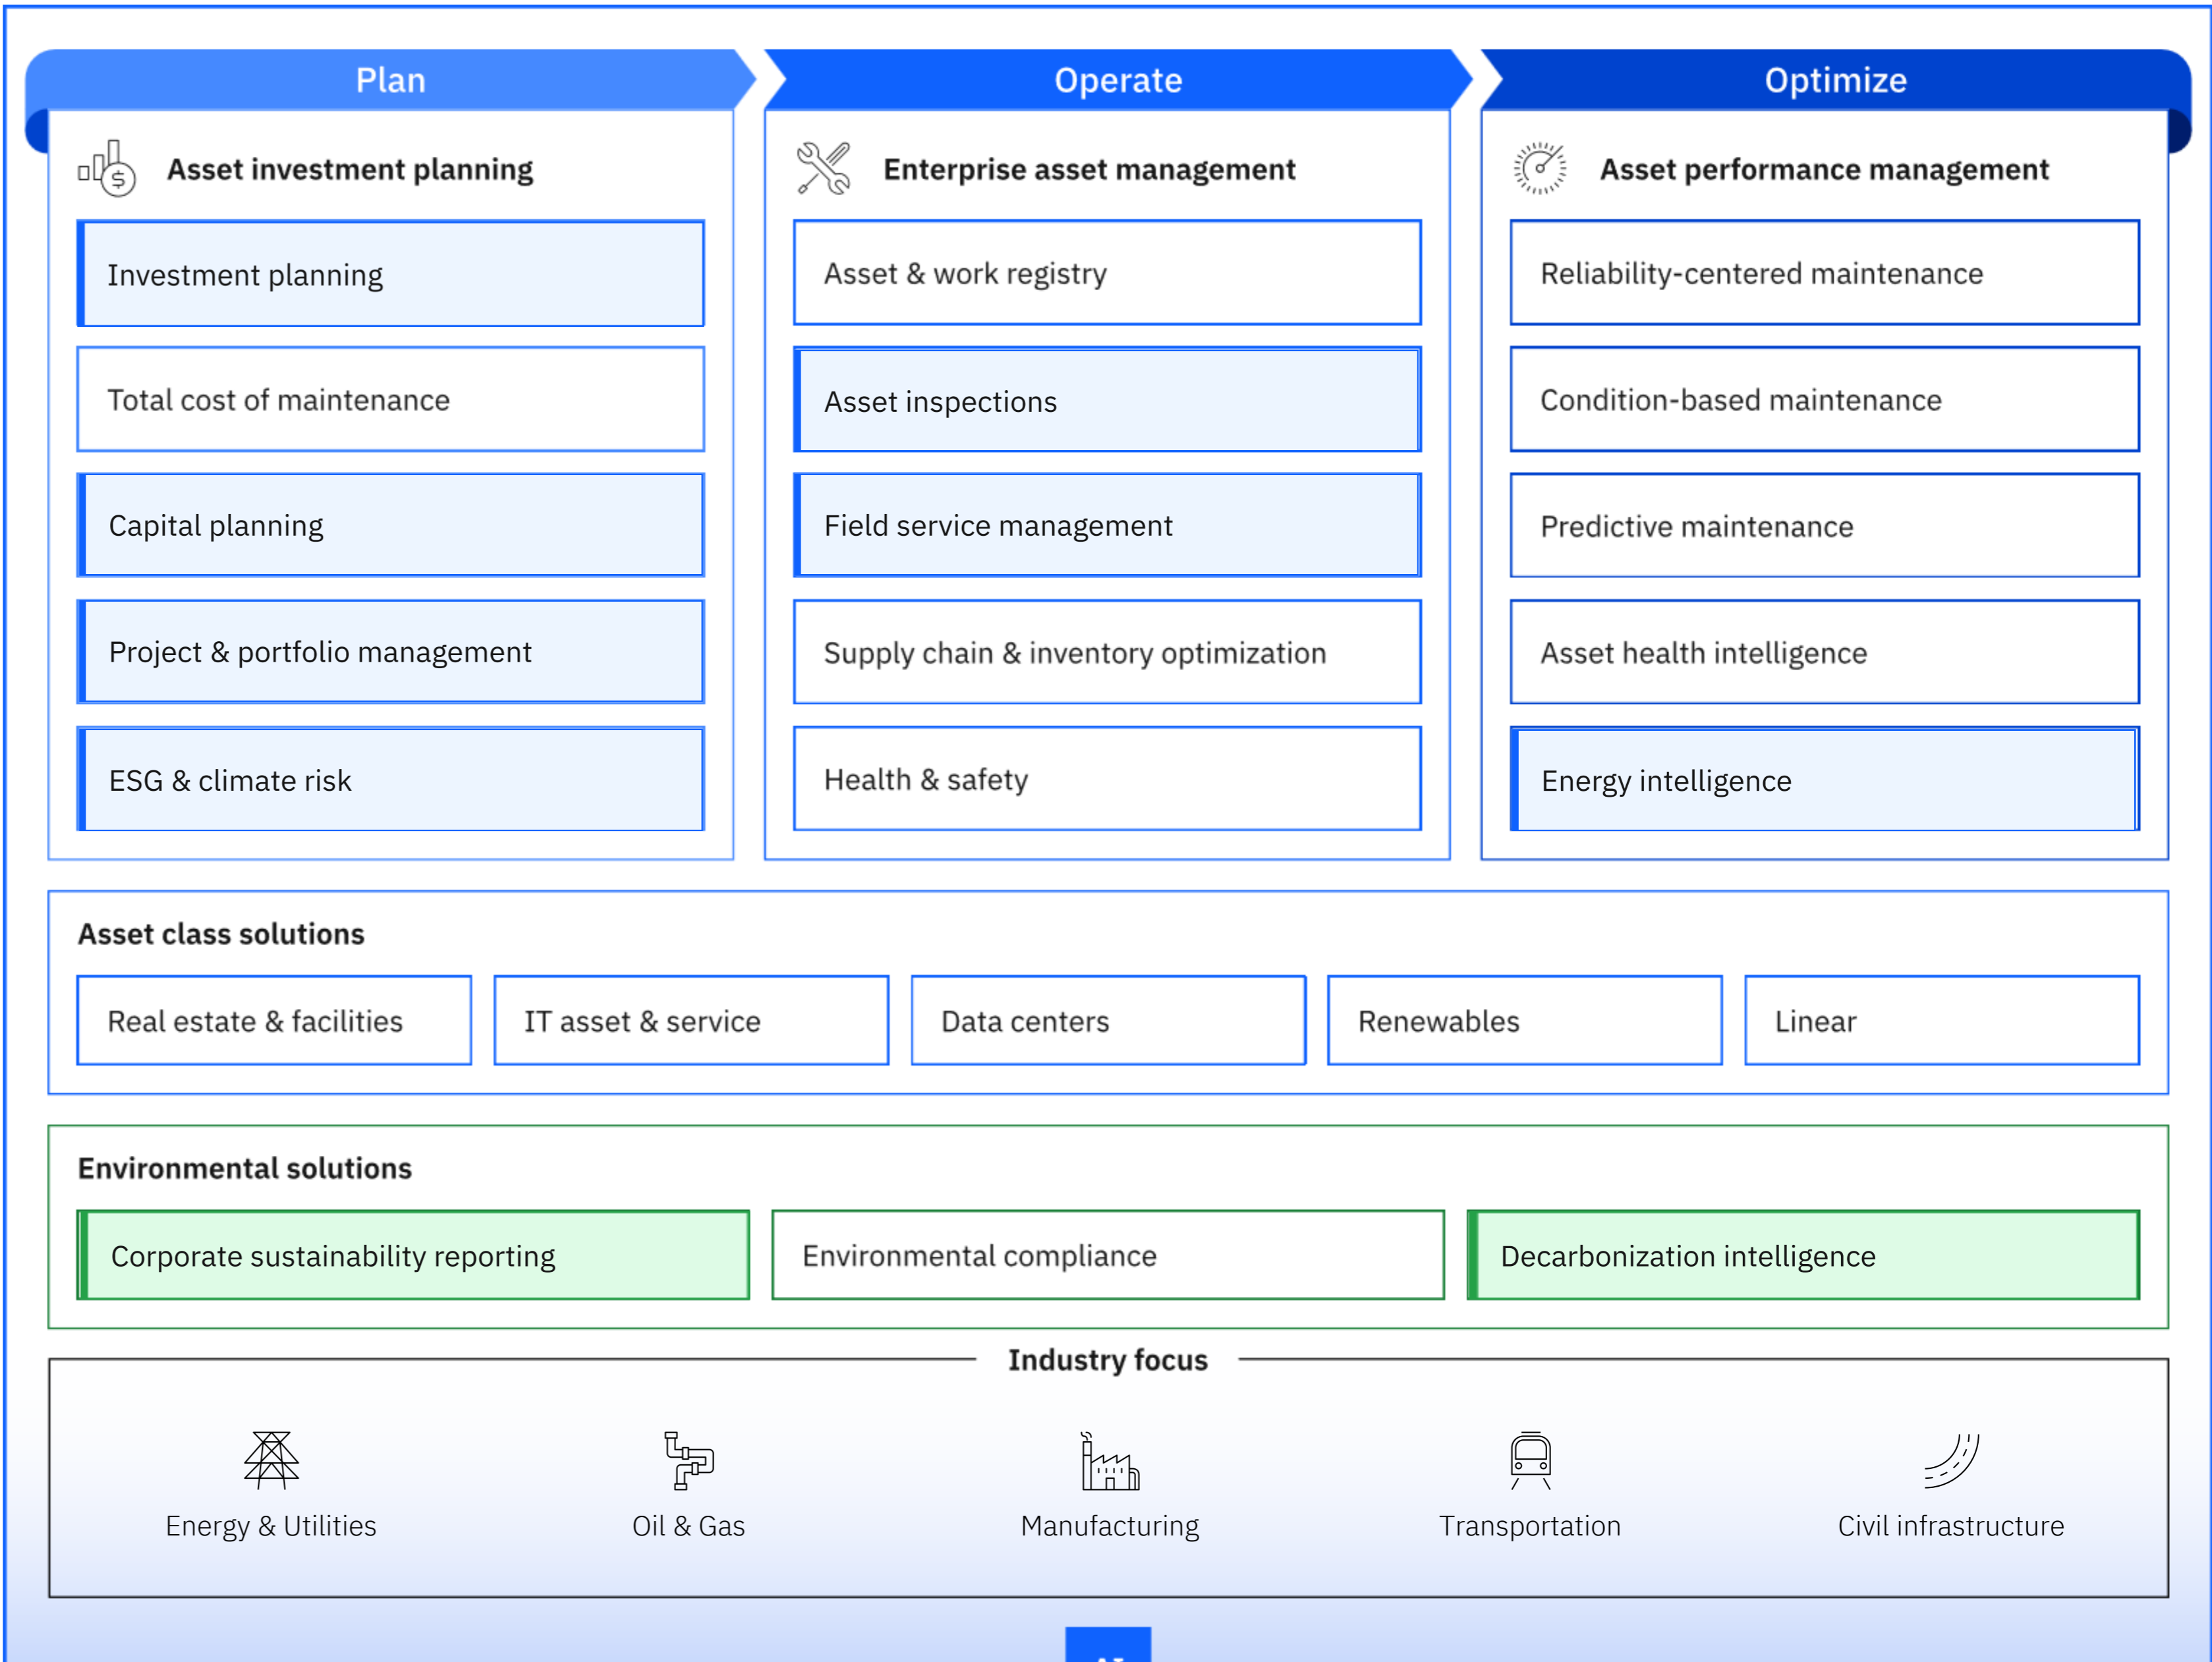 Plan
Operate
Optimize
Asset investment planning
Investment planning
Total cost of maintenance
Capital planning
Project & portfolio management
ESG & climate risk
Enterprise asset management
Asset & work registry
Asset inspections
Field service management
Supply chain & inventory optimization
Health & safety
Asset performance management
Reliability-centered maintenance
Condition-based maintenance
Predictive maintenance
Asset health intelligence
Energy intelligence
Asset class solutions
Real estate & facilities
IT asset & service
Data centers
Renewables
Linear
Environmental solutions
Corporate sustainability reporting
Environmental compliance
Decarbonization intelligence
Industry focus
Energy & Utilities
Oil & Gas
Manufacturing
Transportation
Civil infrastructure